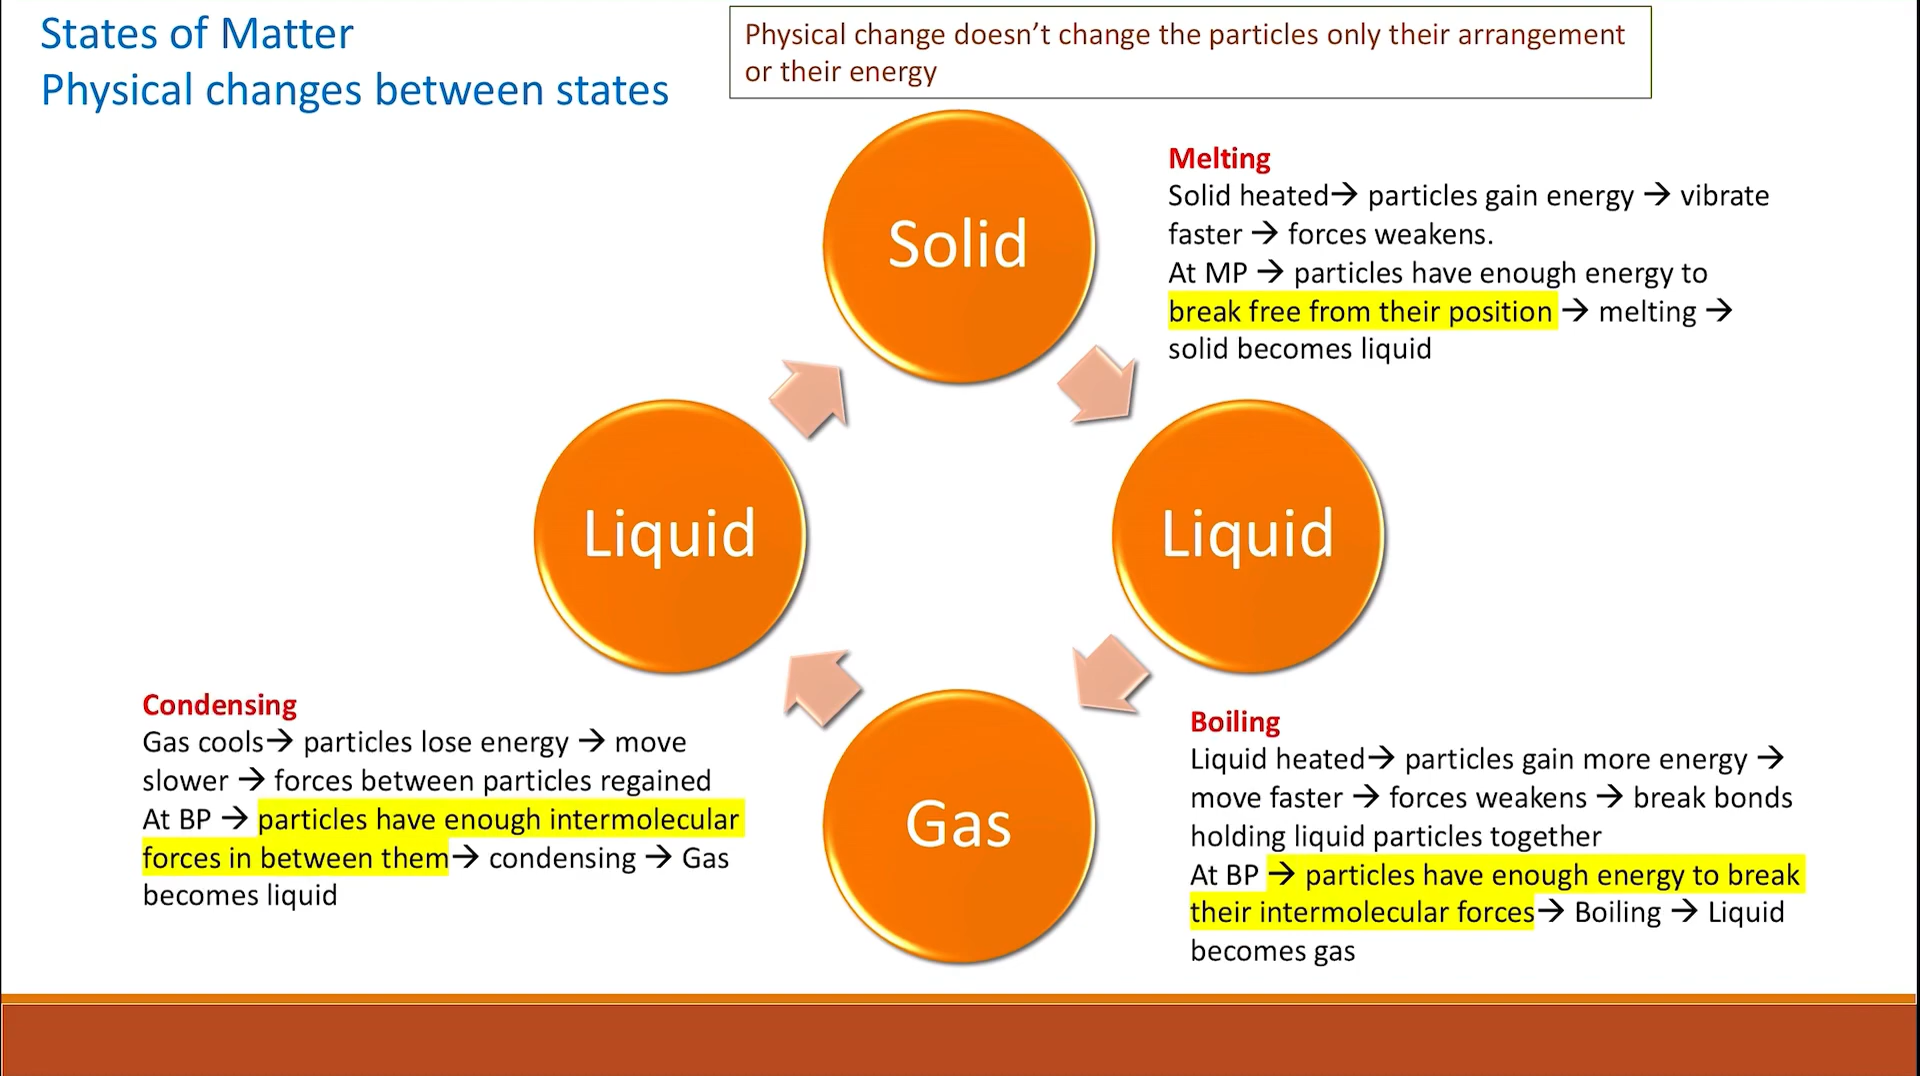 States of Matter
Physical changes between states
Physical change doesn’t change the particles only their arrangement
or their energy
Solid
Melting
Solid heated→ particles gain energy → vibrate
faster → forces weakens.
At MP → particles have enough energy to
break free from their position → melting →
solid becomes liquid
Liquid
Liquid
Condensing
Gas cools→ particles lose energy → move
slower → forces between particles regained
At BP → particles have enough intermolecular
forces in between them→ condensing → Gas
becomes liquid
Gas
Boiling
Liquid heated→ particles gain more energy →
move faster → forces weakens → break bonds
holding liquid particles together
At BP → particles have enough energy to break
their intermolecular forces→ Boiling → Liquid
becomes gas